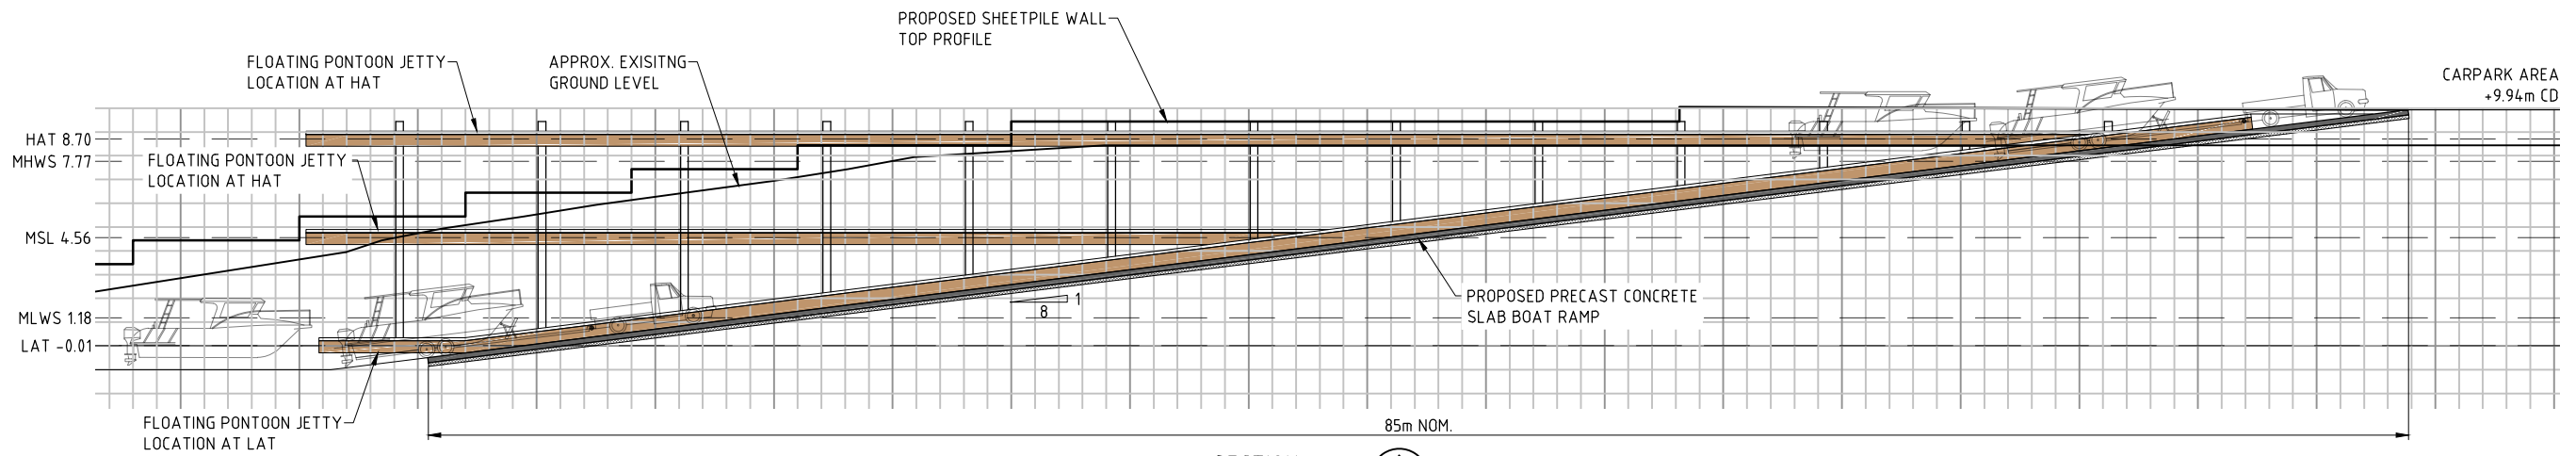 PROPOSED SHEETPILE WALL
TOP PROFILE
FLOATING PONTOON JETTY
LOCATION AT HAT
APPROX. EXISITNG
GROUND LEVEL
CARPARK AREA
+9.94m CD
HAT 8.70
MHWS 7.77
FLOATING PONTOON JETTY
LOCATION AT HAT
MSL 4.56
MLWS 1.18
LAT -0.01
1
8
PROPOSED PRECAST CONCRETE
SLAB BOAT RAMP
FLOATING PONTOON JETTY
LOCATION AT LAT
85m NOM.